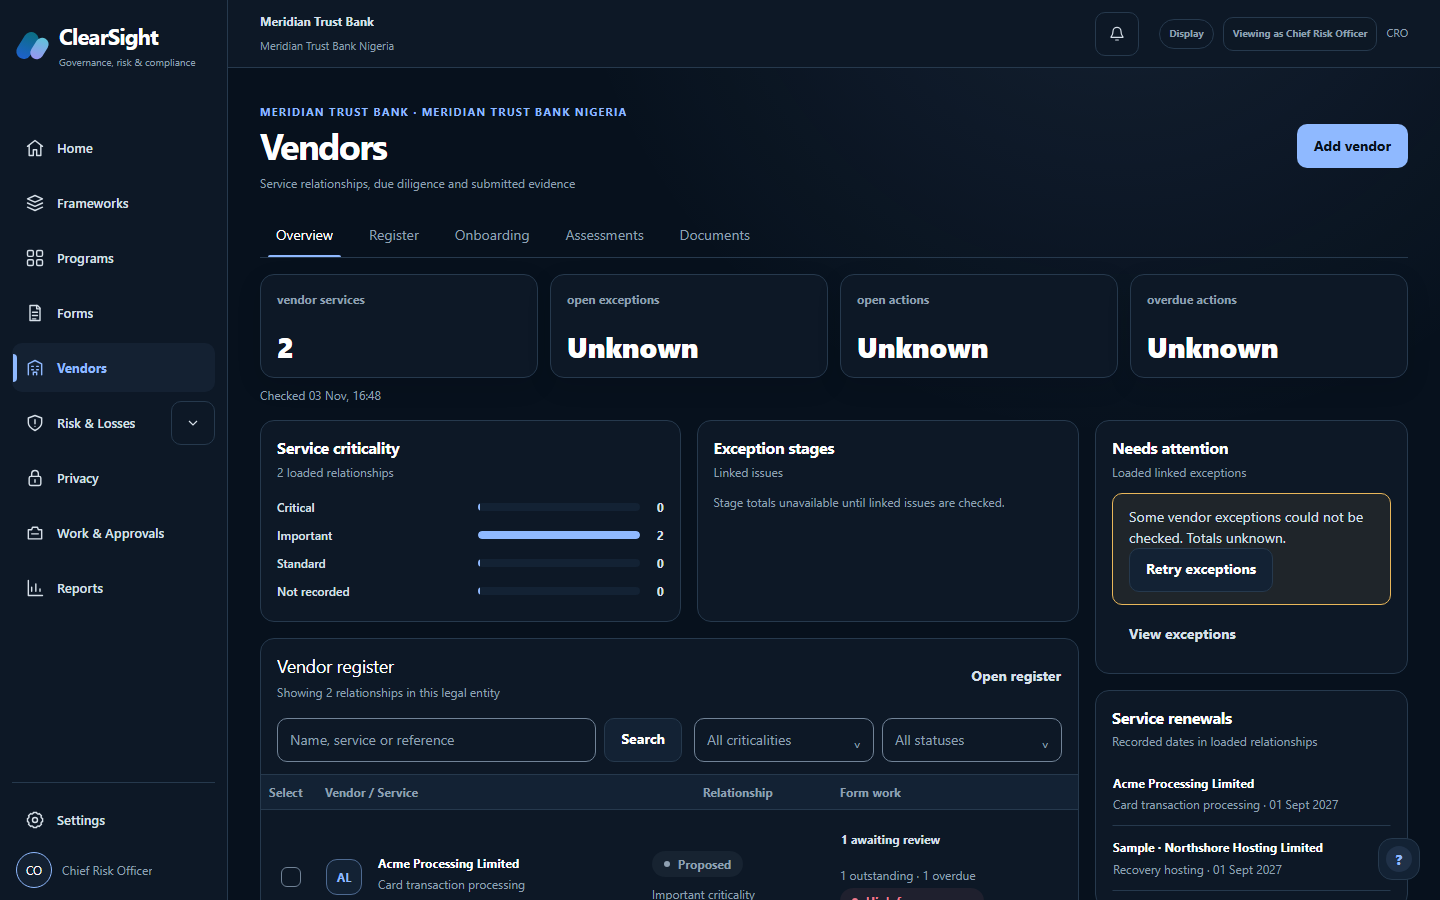 ClearSight
Governance, risk & compliance
Home
Frameworks
Programs
Forms
Vendors
Risk & Losses
Privacy
Work & Approvals
Reports
Settings
CO
Chief Risk Officer
Meridian Trust Bank
Meridian Trust Bank Nigeria
Display
Viewing as Chief Risk Officer
CRO
MERIDIAN TRUST BANK · MERIDIAN TRUST BANK NIGERIA
Vendors
Service relationships, due diligence and submitted evidence
Add vendor
Overview
Register
Onboarding
Assessments
Documents
vendor services
2
open exceptions
Unknown
open actions
Unknown
overdue actions
Unknown
Checked 03 Nov, 16:48
Service criticality
2 loaded relationships
Critical 0
Important 2
Standard 0
Not recorded 0
Exception stages
Linked issues
Stage totals unavailable until linked issues are checked.
Needs attention
Loaded linked exceptions
Some vendor exceptions could not be
checked. Totals unknown.
Retry exceptions
View exceptions
Vendor register
Showing 2 relationships in this legal entity
Open register
Name, service or reference
Search
All criticalities
All statuses
Select
Vendor / Service
Relationship
Form work
AL
Acme Processing Limited
Card transaction processing
Proposed
Important criticality
1 awaiting review
1 outstanding · 1 overdue
Service renewals
Recorded dates in loaded relationships
Acme Processing Limited
Card transaction processing · 01 Sept 2027
Sample · Northshore Hosting Limited
Recovery hosting · 01 Sept 2027
?